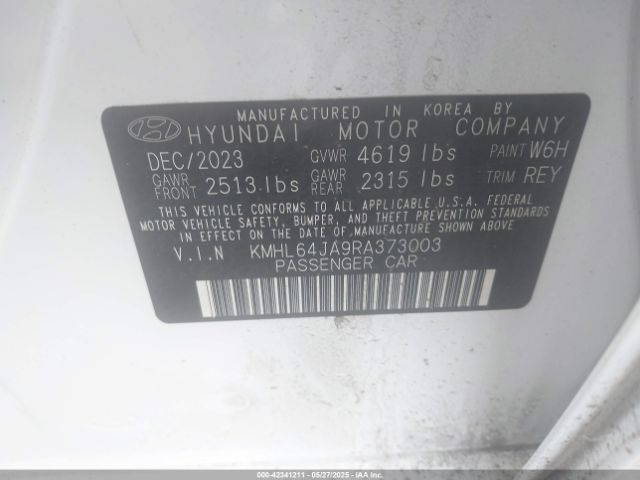 MANUFACTURED IN KOREA BY
HYUNDAI MOTOR COMPANY
DEC/2023 GVWR 4619 lbs PAINT W6H
GAWR FRONT 2513 lbs GAWR REAR 2315 lbs TRIM REY
THIS VEHICLE CONFORMS TO ALL APPLICABLE U.S.A. FEDERAL
MOTOR VEHICLE SAFETY, BUMPER, AND THEFT PREVENTION STANDARDS
IN EFFECT ON THE DATE OF MANUFACTURE SHOWN ABOVE
V.I.N KMHL64JA9RA373003
PASSENGER CAR
000-42341211 - 05/27/2025 - IAAI.COM